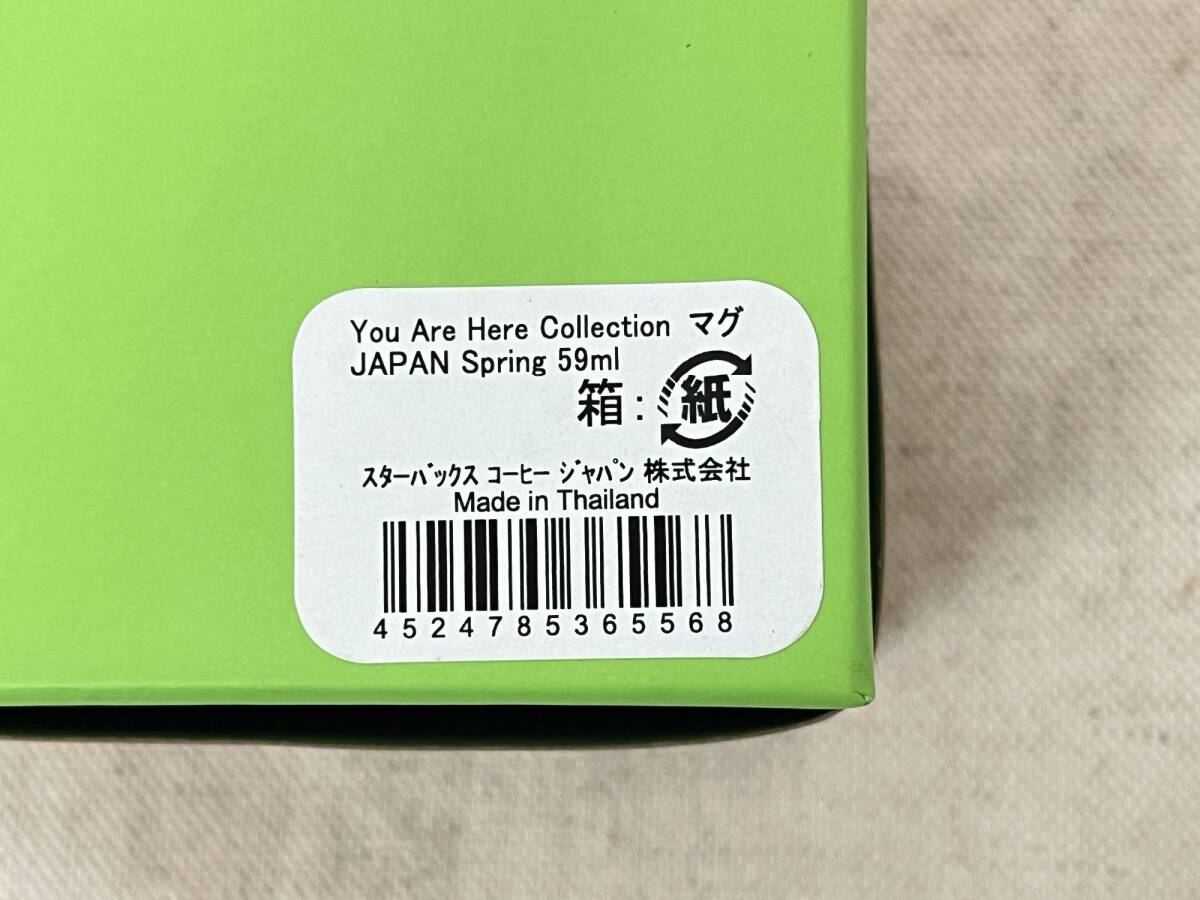 You Are Here Collection マグ
JAPAN Spring 59ml
箱: 紙
スターバックス コーヒー ジャパン 株式会社
Made in Thailand
4524785365568